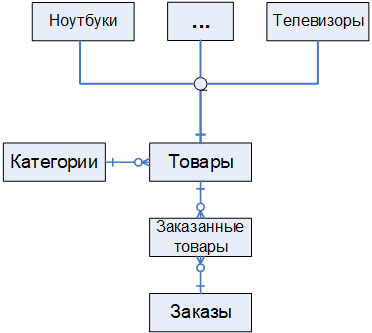 Ноутбуки
...
Телевизоры
Категории
Товары
Заказанные
товары
Заказы